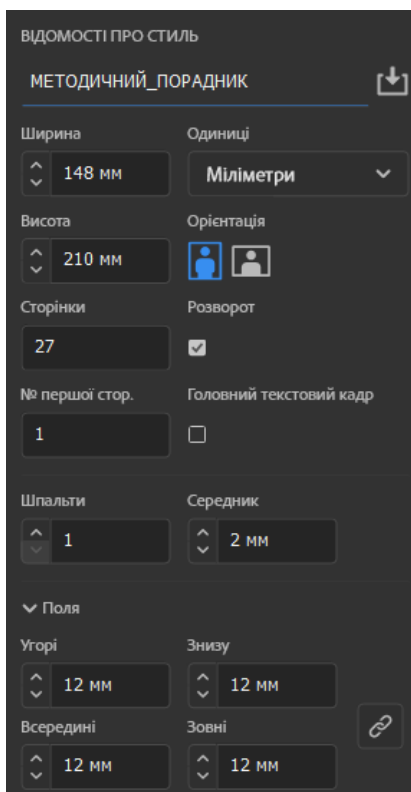 ВІДОМОСТІ ПРО СТИЛЬ
МЕТОДИЧНИЙ_ПОРАДНИК
Ширина Одиниці
148 мм Міліметри
Висота Орієнтація
210 мм
Сторінки Розворот
27
№ першої стор. Головний текстовий кадр
1
Шпальти Середник
1 2 мм
Поля
Угорі Знизу
12 мм 12 мм
Всередині Зовні
12 мм 12 мм